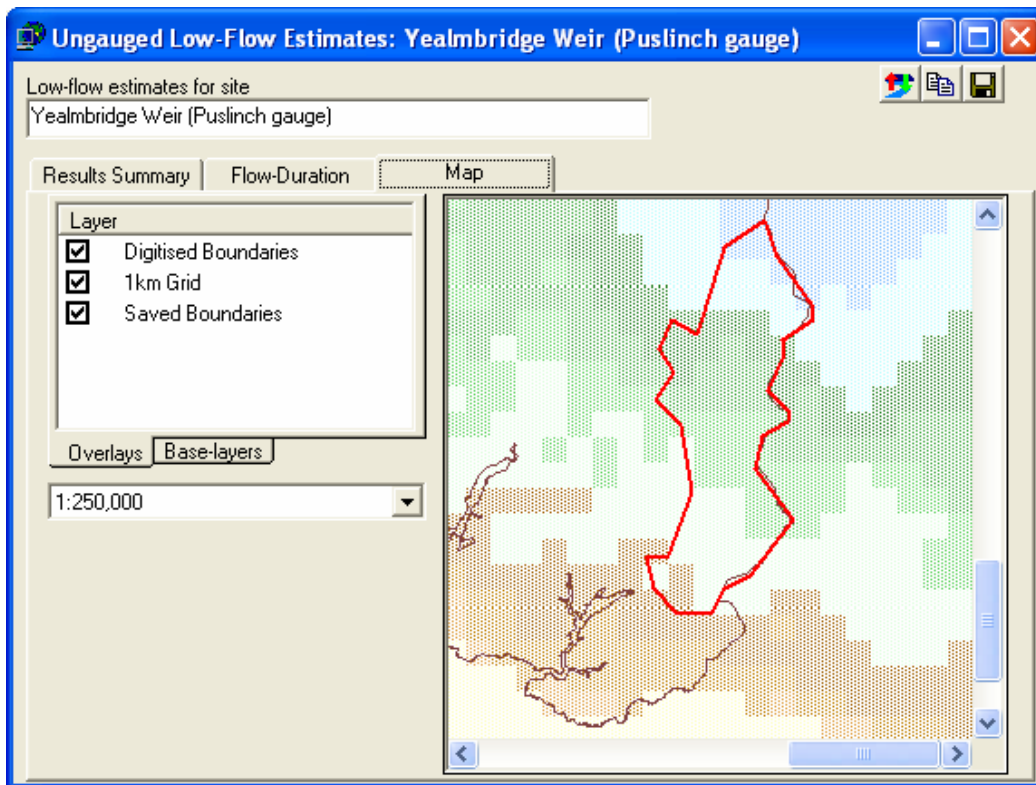 Ungauged Low-Flow Estimates: Yealmbridge Weir (Puslinch gauge)
Low-flow estimates for site
Yealmbridge Weir (Puslinch gauge)
Results Summary Flow-Duration Map
Layer
Digitised Boundaries
1km Grid
Saved Boundaries
Overlays Base-layers
1:250,000